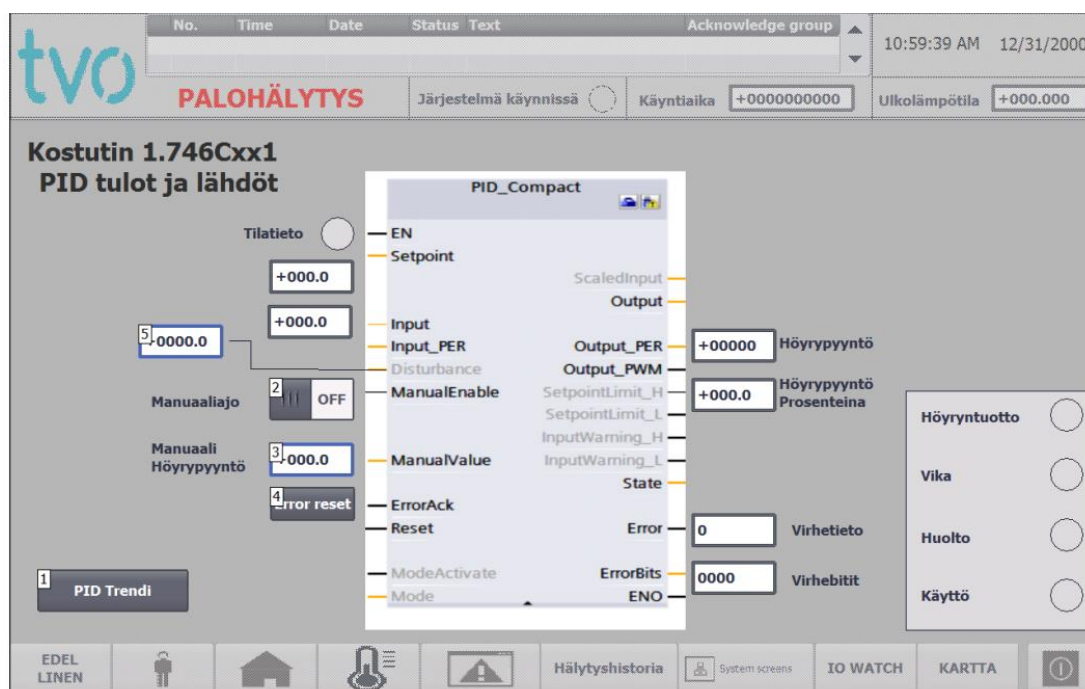 tvo
No. Time Date Status Text Acknowledge group
10:59:39 AM 12/31/2000
PALOHÄLYTYS
Järjestelmä käynnissä
Käyntiaika +0000000000
Ulkolämpötila +000.000
Kostutin 1.746Cxx1
PID tulot ja lähdöt
PID_Compact
Tilatieto
EN
Setpoint
+000.0
ScaledInput
Output
+000.0
Input
5
0000.0
Input_PER
Output_PER
+00000
Höyrypyyntö
Disturbance
Output_PWM
Manuaaliajo
2
OFF
ManualEnable
SetpointLimit_H
+000.0
Höyrypyyntö
Prosenteina
SetpointLimit_L
InputWarning_H
Manuaali
Höyrypyyntö
3
000.0
ManualValue
InputWarning_L
State
4
Error reset
ErrorAck
Reset
Error
0
Virhetieto
ModeActivate
ErrorBits
0000
Virhebitit
Mode
ENO
1
PID Trendi
Höyryntuotto
Vika
Huolto
Käyttö
EDEL
LINEN
Hälytyshistoria
System screens
IO WATCH
KARTTA